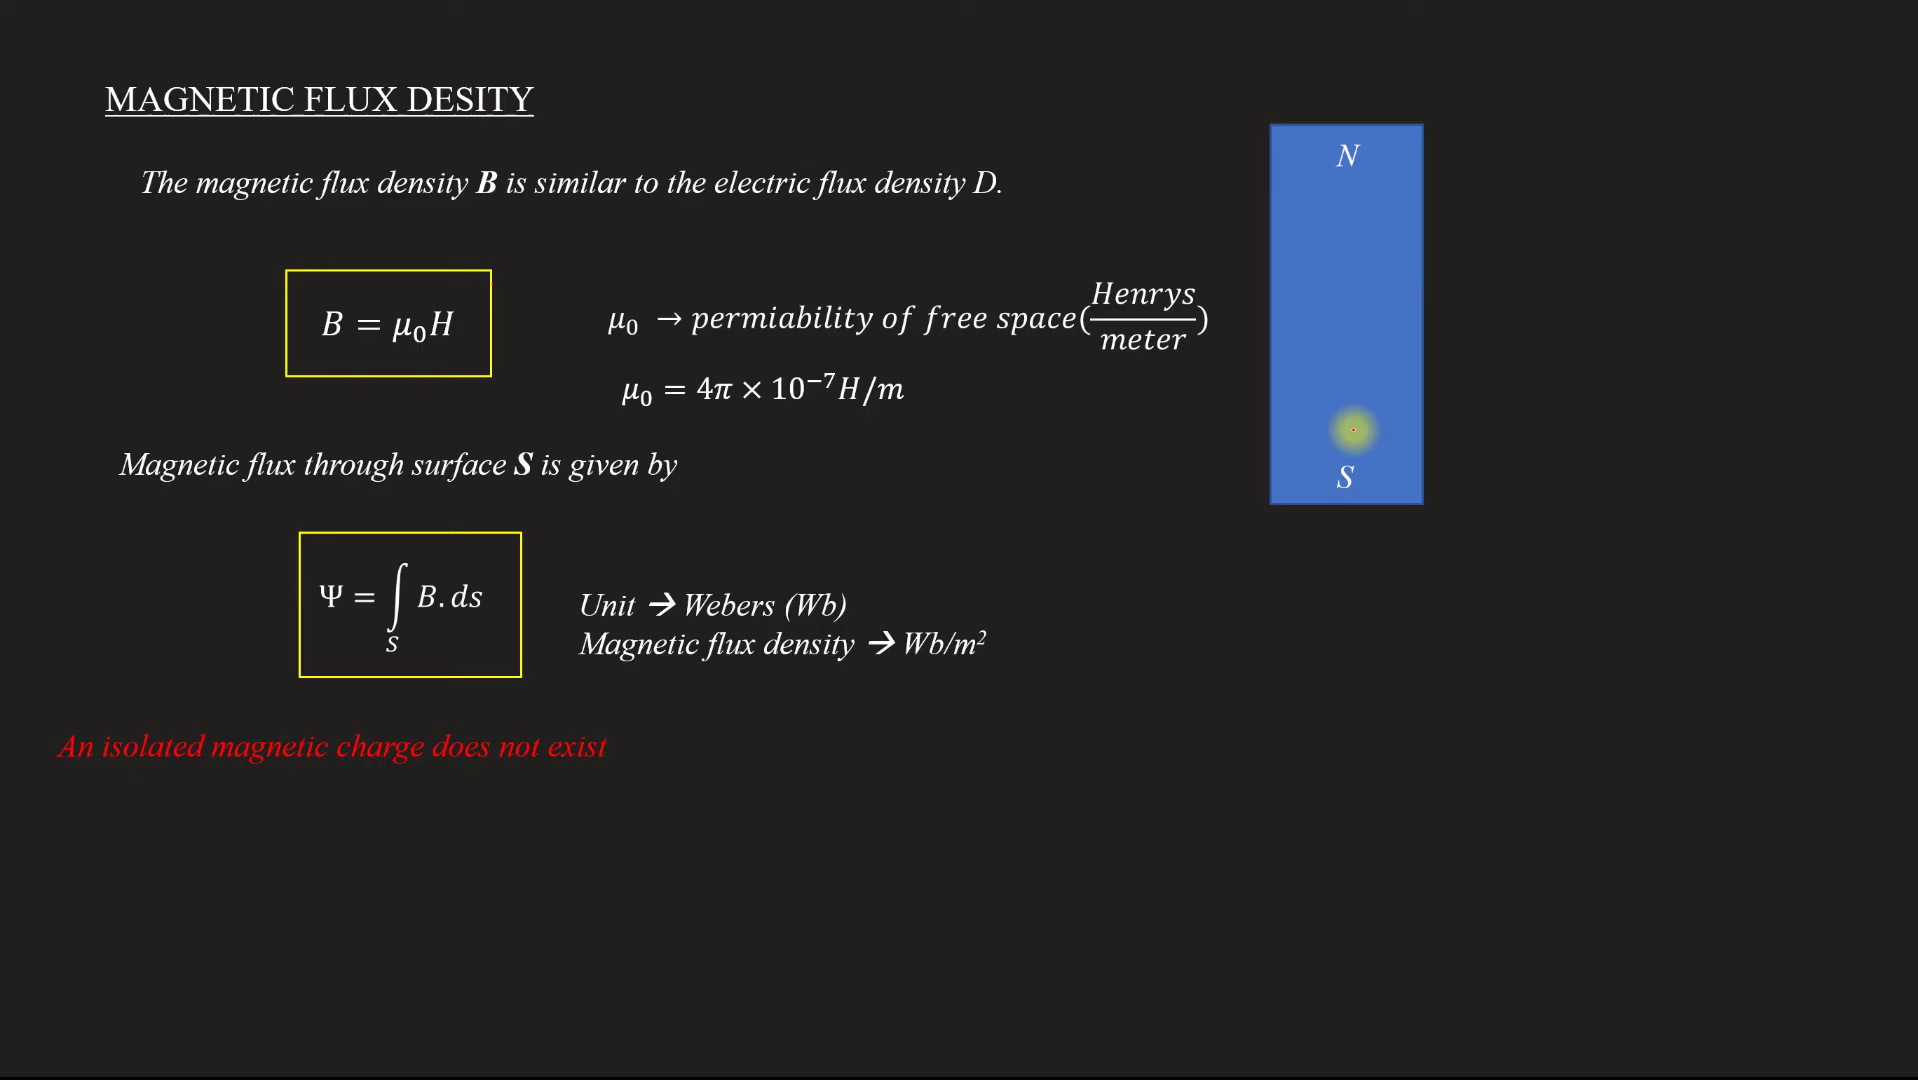 MAGNETIC FLUX DESITY
The magnetic flux density B is similar to the electric flux density D.
B = μ₀H
μ₀ → permiability of free space(Henrys/meter)
μ₀ = 4π × 10⁻⁷H/m
Magnetic flux through surface S is given by
Ψ = ∫S B. ds
Unit → Webers (Wb)
Magnetic flux density → Wb/m²
An isolated magnetic charge does not exist
N
S